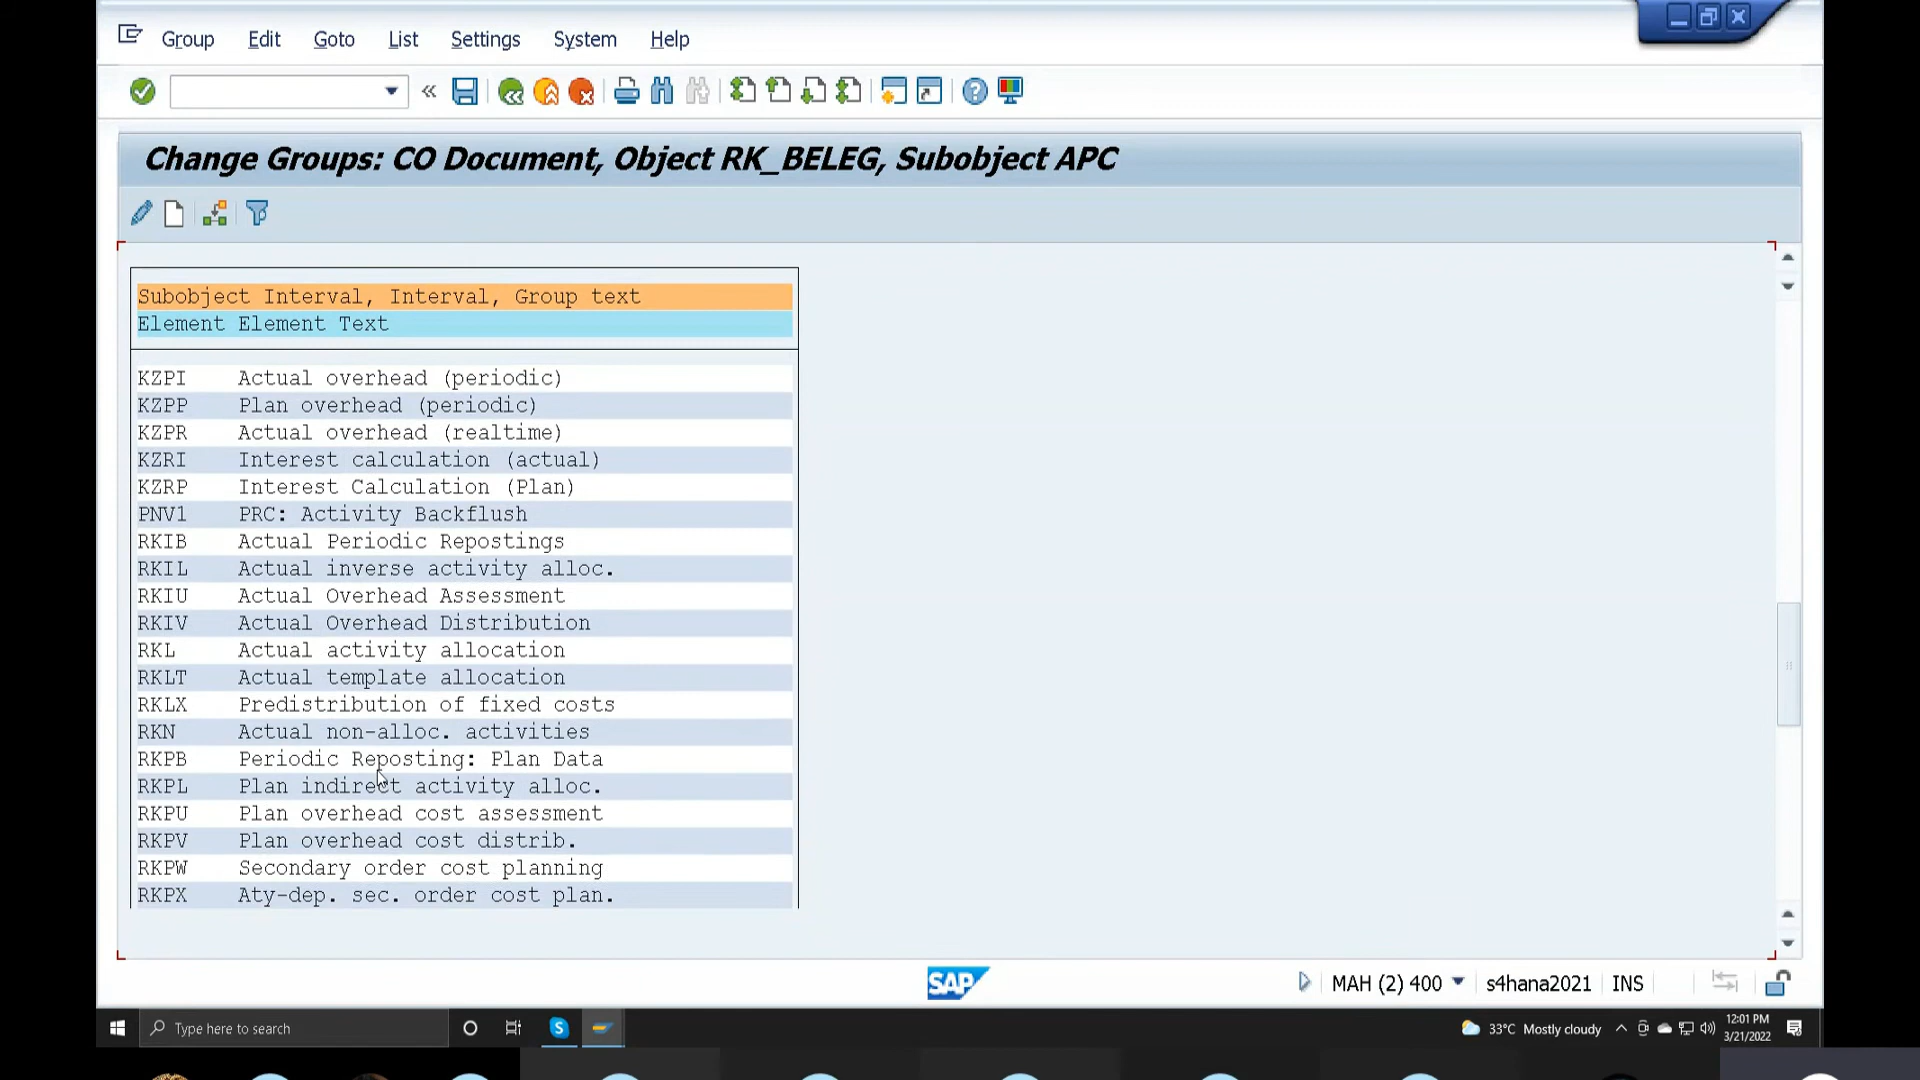 Group Edit Goto List Settings System Help
Change Groups: CO Document, Object RK_BELEG, Subobject APC
Subobject Interval, Interval, Group text
Element Element Text
KZPI Actual overhead (periodic)
KZPP Plan overhead (periodic)
KZPR Actual overhead (realtime)
KZRI Interest calculation (actual)
KZRP Interest Calculation (Plan)
PNV1 PRC: Activity Backflush
RKIB Actual Periodic Repostings
RKIL Actual inverse activity alloc.
RKIU Actual Overhead Assessment
RKIV Actual Overhead Distribution
RKL Actual activity allocation
RKLT Actual template allocation
RKLX Predistribution of fixed costs
RKN Actual non-alloc. activities
RKPB Periodic Reposting: Plan Data
RKPL Plan indirect activity alloc.
RKPU Plan overhead cost assessment
RKPV Plan overhead cost distrib.
RKPW Secondary order cost planning
RKPX Aty-dep. sec. order cost plan.
SAP MAH (2) 400 s4hana2021 INS
Type here to search 33°C Mostly cloudy 12:01 PM
3/21/2022